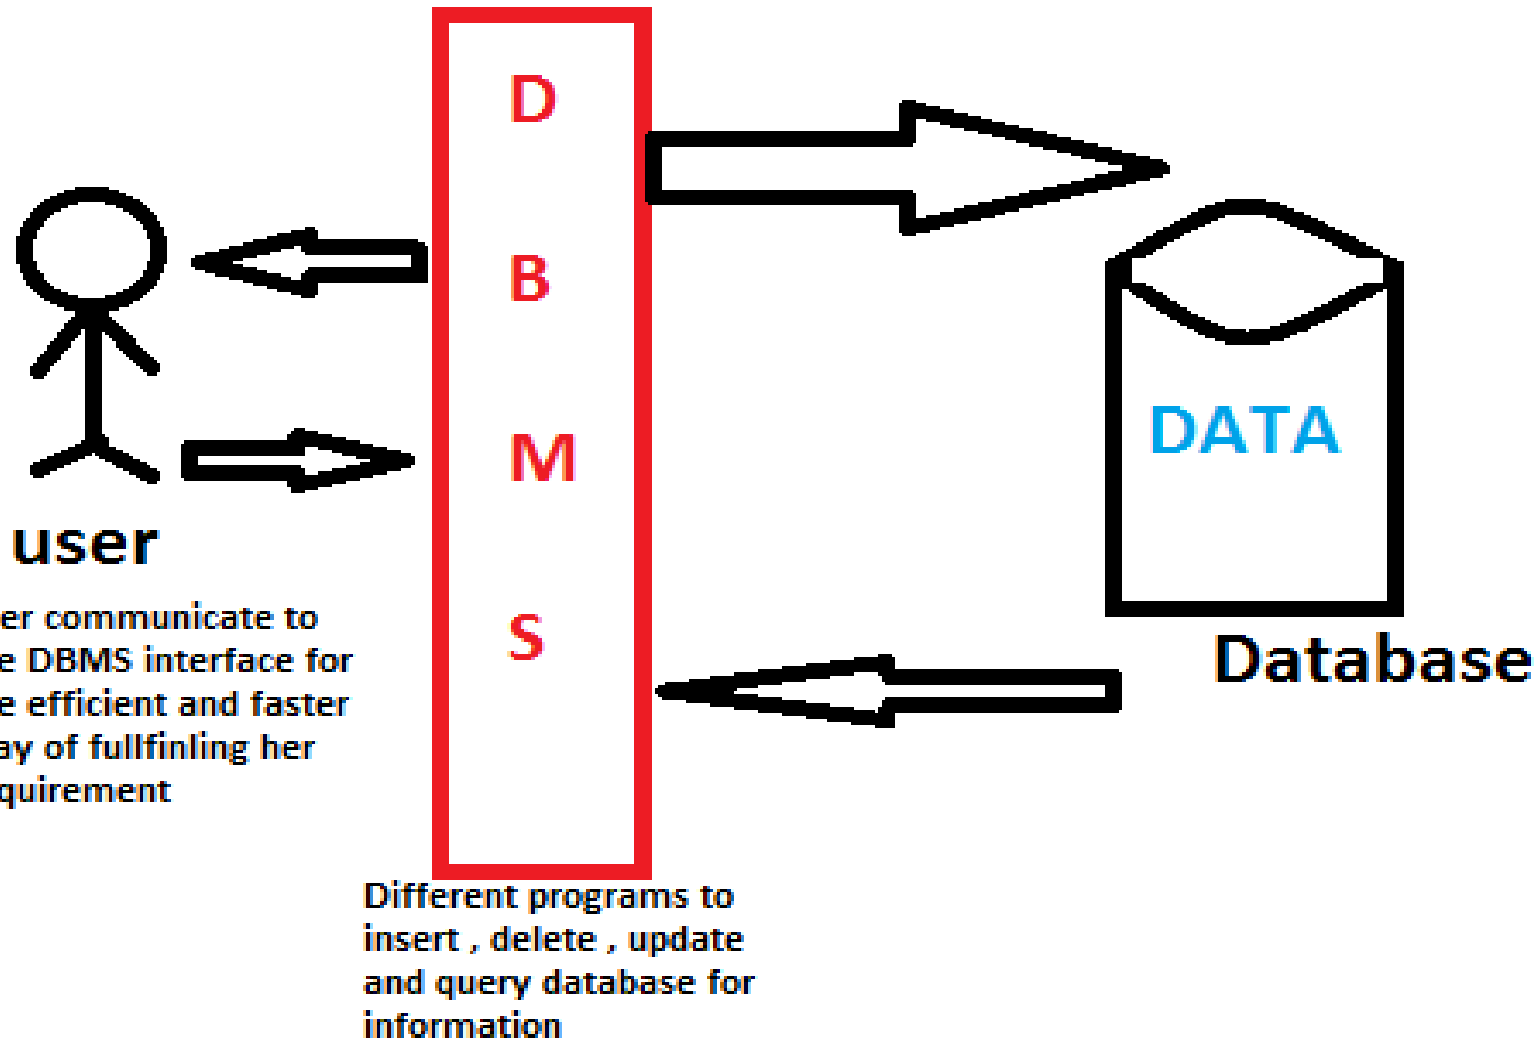 D
B
M
S
DATA
user
Database
er communicate to
e DBMS interface for
e efficient and faster
ay of fullfinling her
quirement
Different programs to
insert , delete , update
and query database for
information